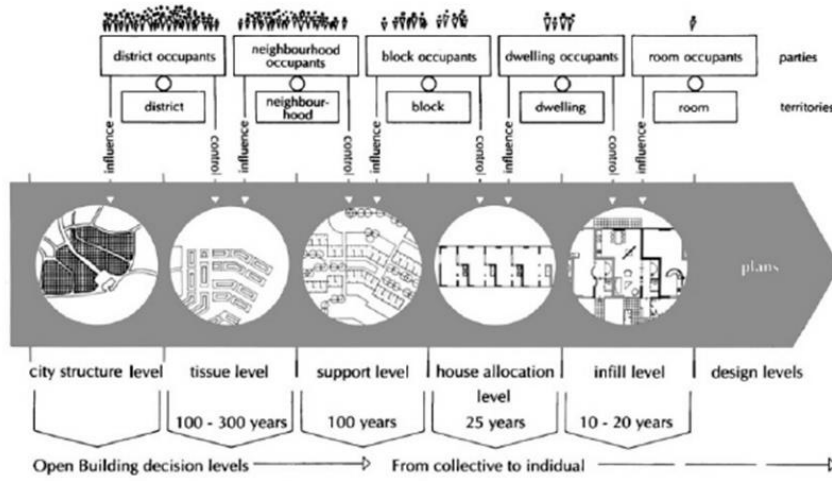 district occupants
neighbourhood
occupants
block occupants
dwelling occupants
room occupants
parties
district
neighbour-
hood
block
dwelling
room
territories
influence
control
influence
control
influence
control
influence
control
influence
plans
city structure level
tissue level
support level
house allocation
level
infill level
design levels
100 - 300 years
100 years
25 years
10 - 20 years
Open Building decision levels
From collective to indidual